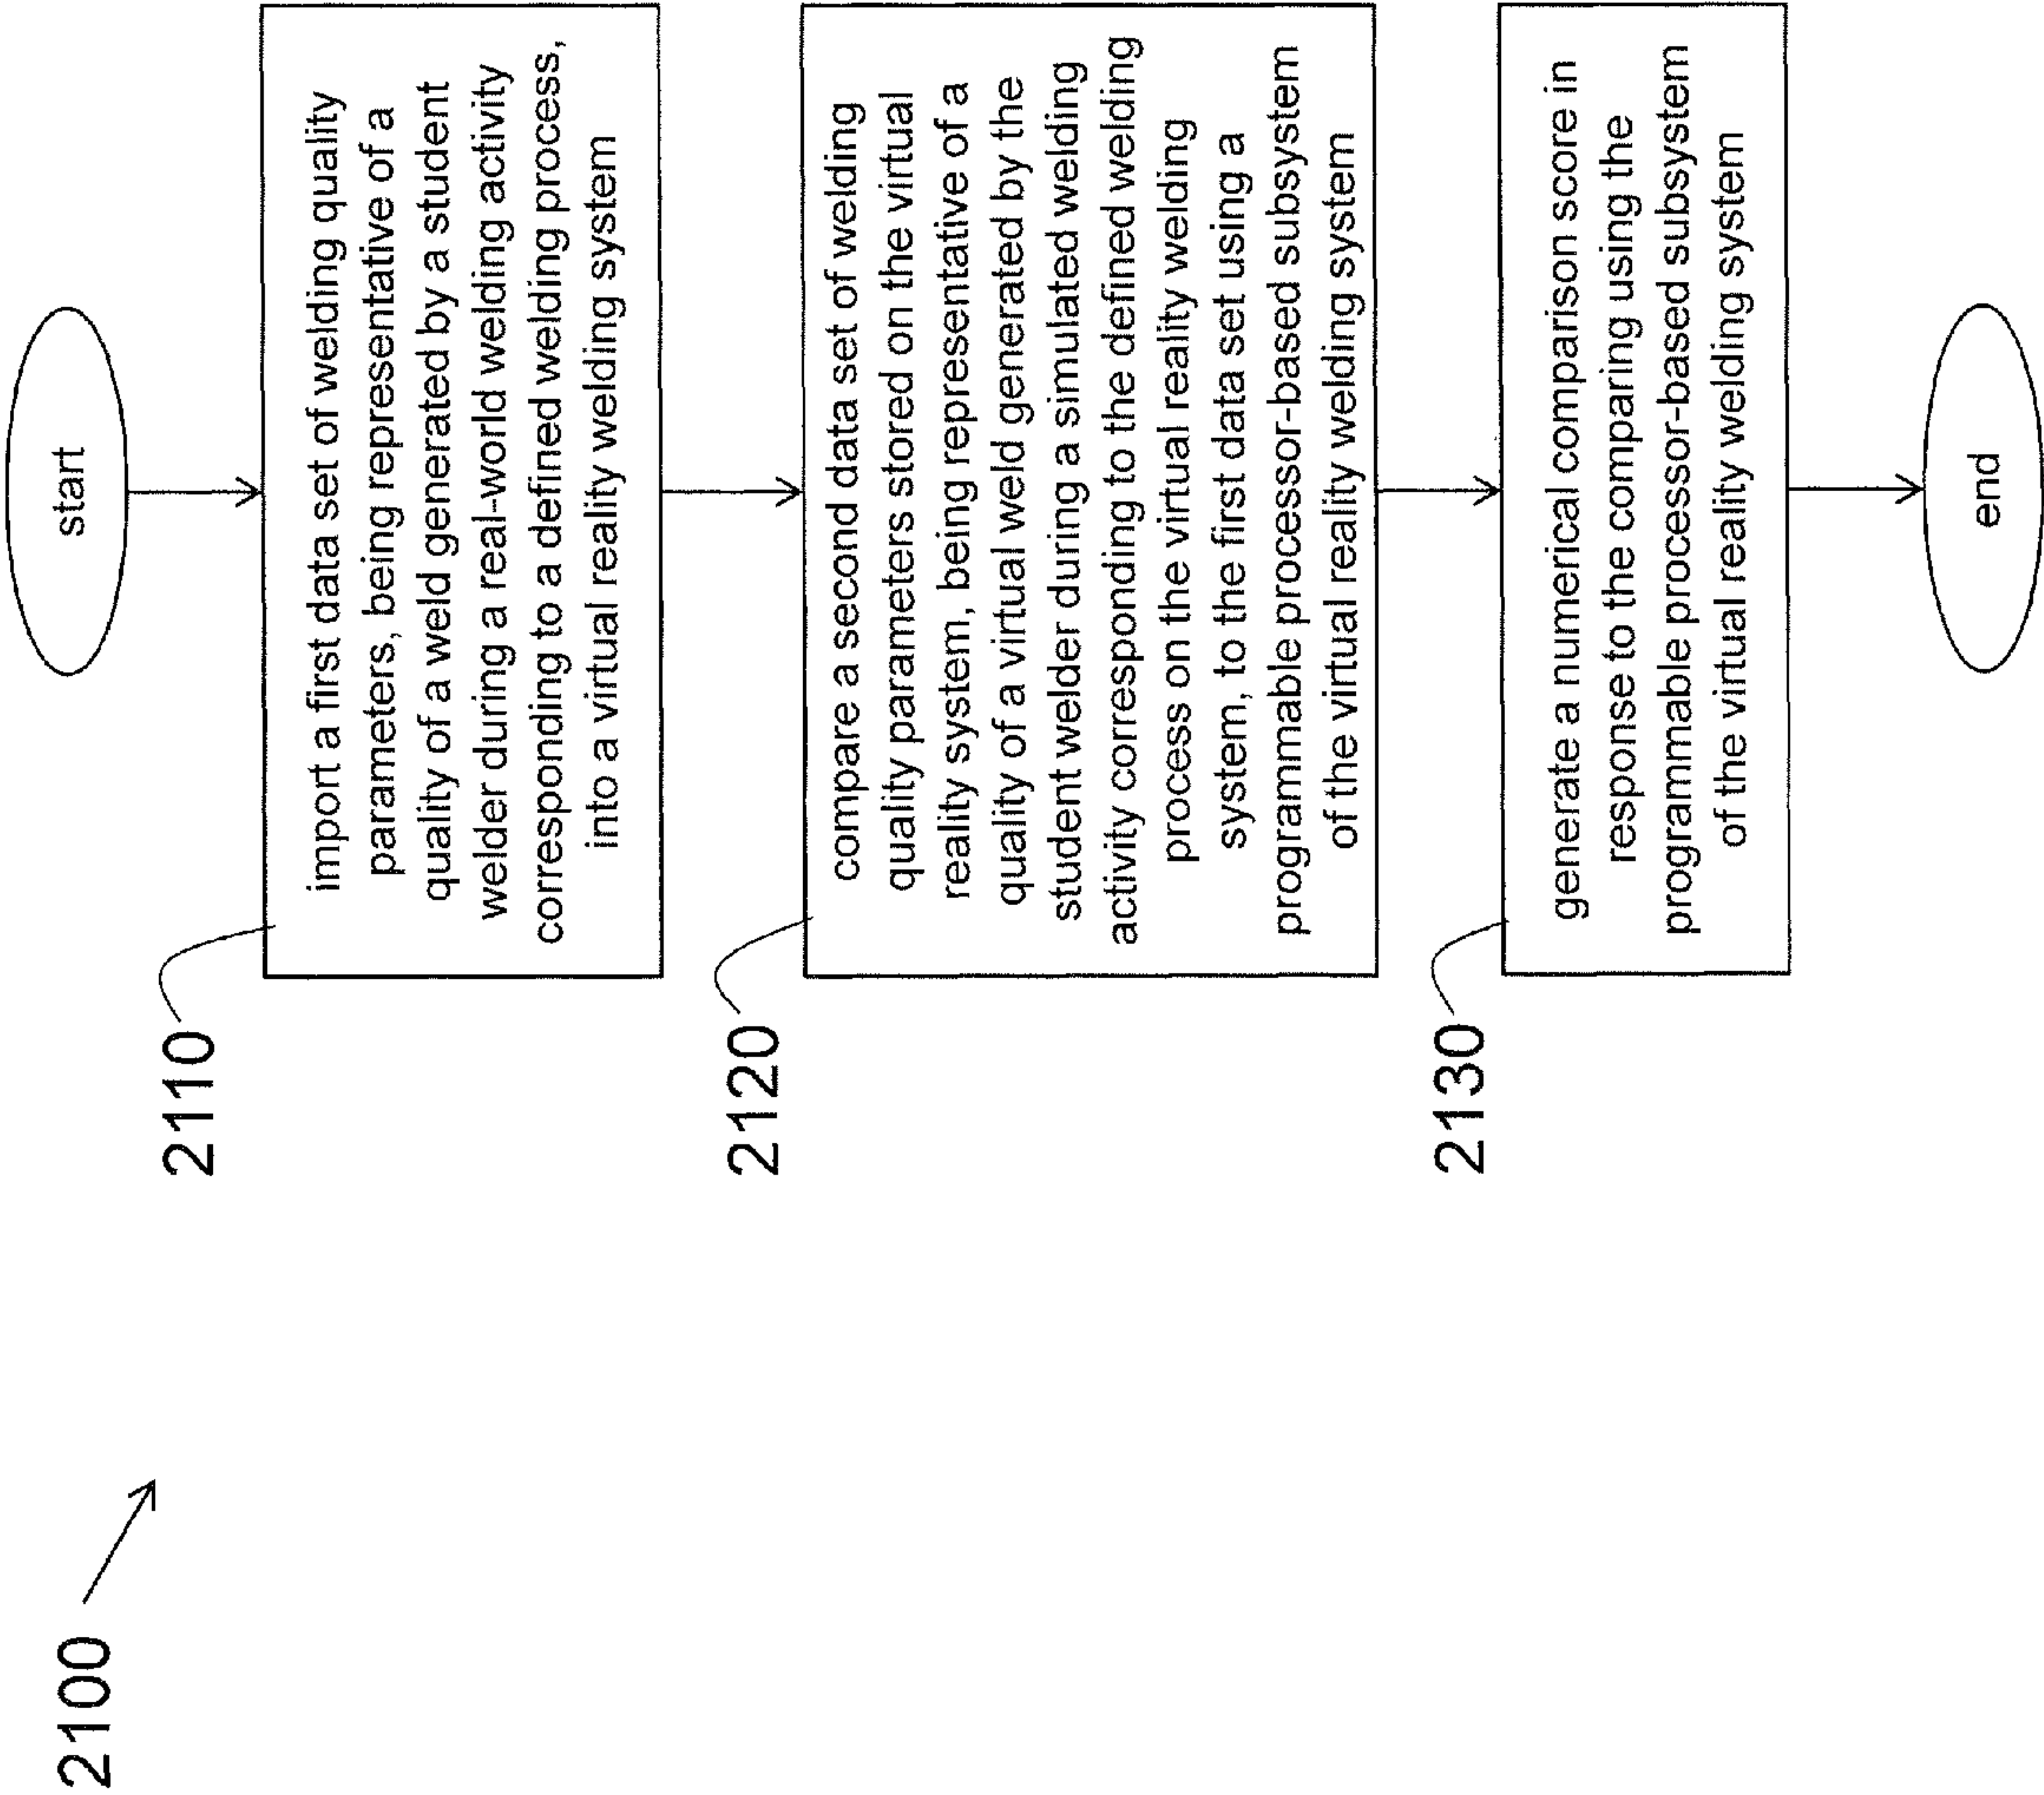 2100
start
2110
import a first data set of welding quality
parameters, being representative of a
quality of a weld generated by a student
welder during a real-world welding activity
corresponding to a defined welding process,
into a virtual reality welding system
2120
compare a second data set of welding
quality parameters stored on the virtual
reality system, being representative of a
quality of a virtual weld generated by the
student welder during a simulated welding
activity corresponding to the defined welding
process on the virtual reality welding
system, to the first data set using a
programmable processor-based subsystem
of the virtual reality welding system
2130
generate a numerical comparison score in
response to the comparing using the
programmable processor-based subsystem
of the virtual reality welding system
end